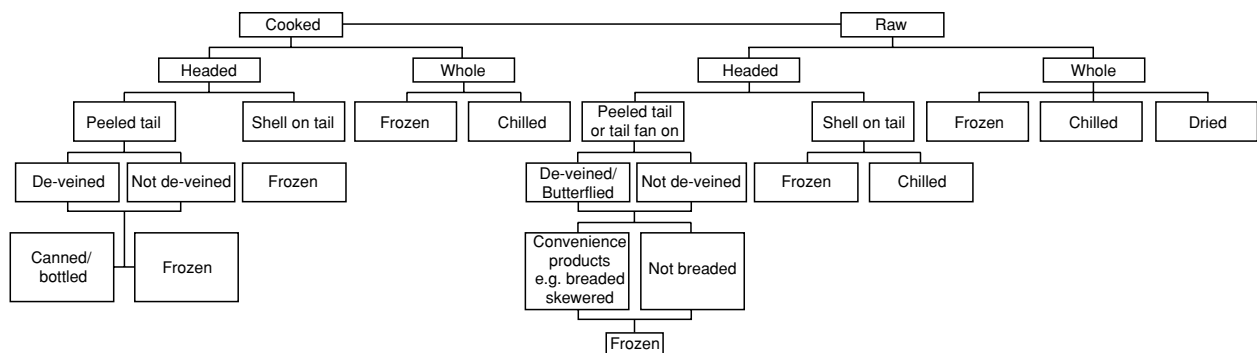 Cooked
Raw
Headed
Whole
Headed
Whole
Peeled tail
Shell on tail
Frozen
Chilled
Peeled tail
or tail fan on
Shell on tail
Frozen
Chilled
Dried
De-veined
Not de-veined
Frozen
De-veined/
Butterflied
Not de-veined
Frozen
Chilled
Canned/
bottled
Frozen
Convenience
products
e.g. breaded
skewered
Not breaded
Frozen